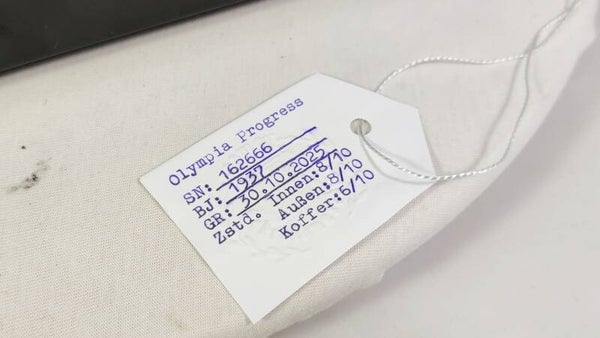 Olympia Progress
SN: 162666
BJ: 1937
GR: 30.10.2025
Zstd. Innen:8/10
Außen:8/10
Koffer:6/10